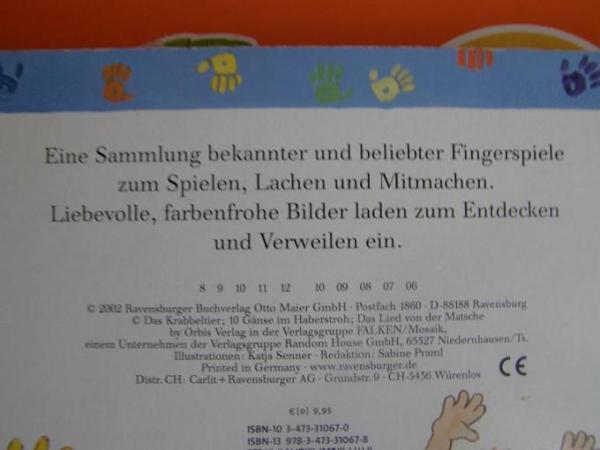 Eine Sammlung bekannter und beliebter Fingerspiele
zum Spielen, Lachen und Mitmachen.
Liebevolle, farbenfrohe Bilder laden zum Entdecken
und Verweilen ein.
8 9 10 11 12 10 09 08 07 06
© 2002 Ravensburger Buchverlag Otto Maier GmbH · Postfach 1860 · D-88188 Ravensburg
© Das Krabbeltier; 10 Gänse im Haberstroh; Das Lied von der Matsche
by Orbis Verlag in der Verlagsgruppe FALKEN/Mosaik,
einem Unternehmen der Verlagsgruppe Random House GmbH, 65527 Niedernhausen/Ts.
Illustrationen: Katja Senner · Redaktion: Sabine Praml
Printed in Germany · www.ravensburger.de
Distr. CH: Carlit + Ravensburger AG · Grundstr. 9 · CH-5436 Würenlos
CE
€[D] 9,95
ISBN-10 3-473-31067-0
ISBN-13 978-3-473-31067-8